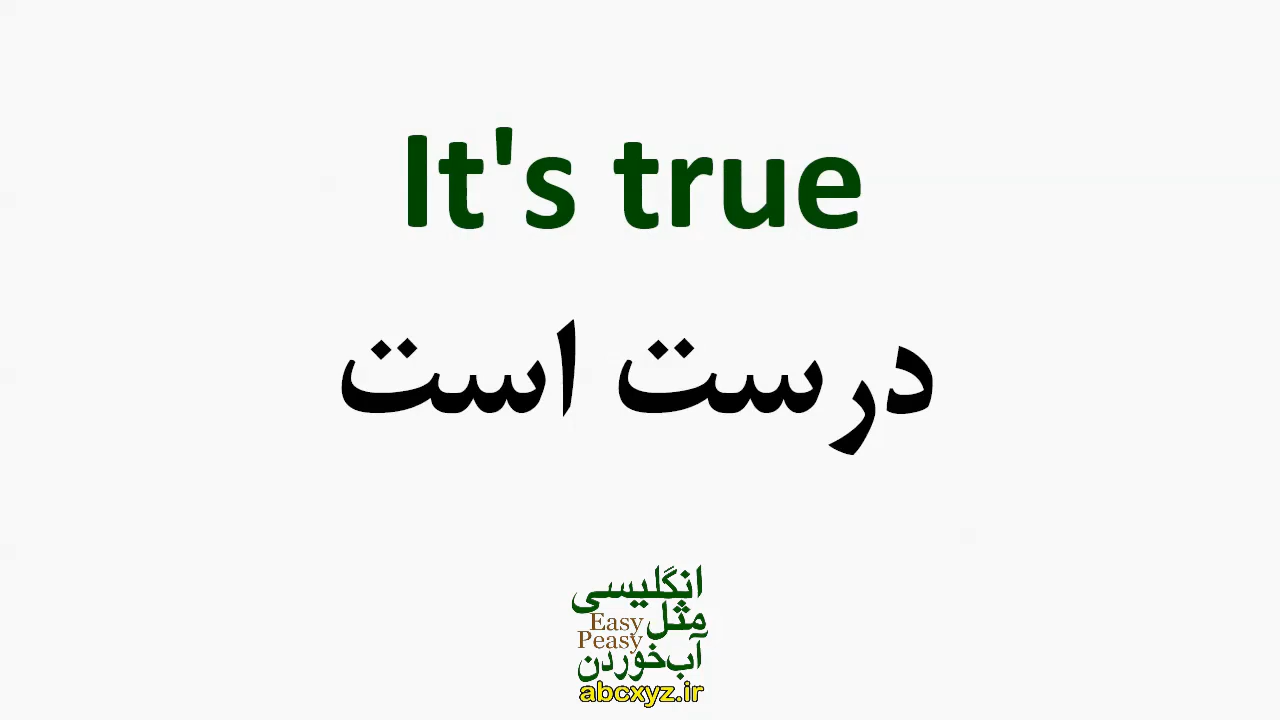 It's true
درست است
انگلیسی
مثل
Easy
Peasy
آب‌خوردن
abcxyz.ir